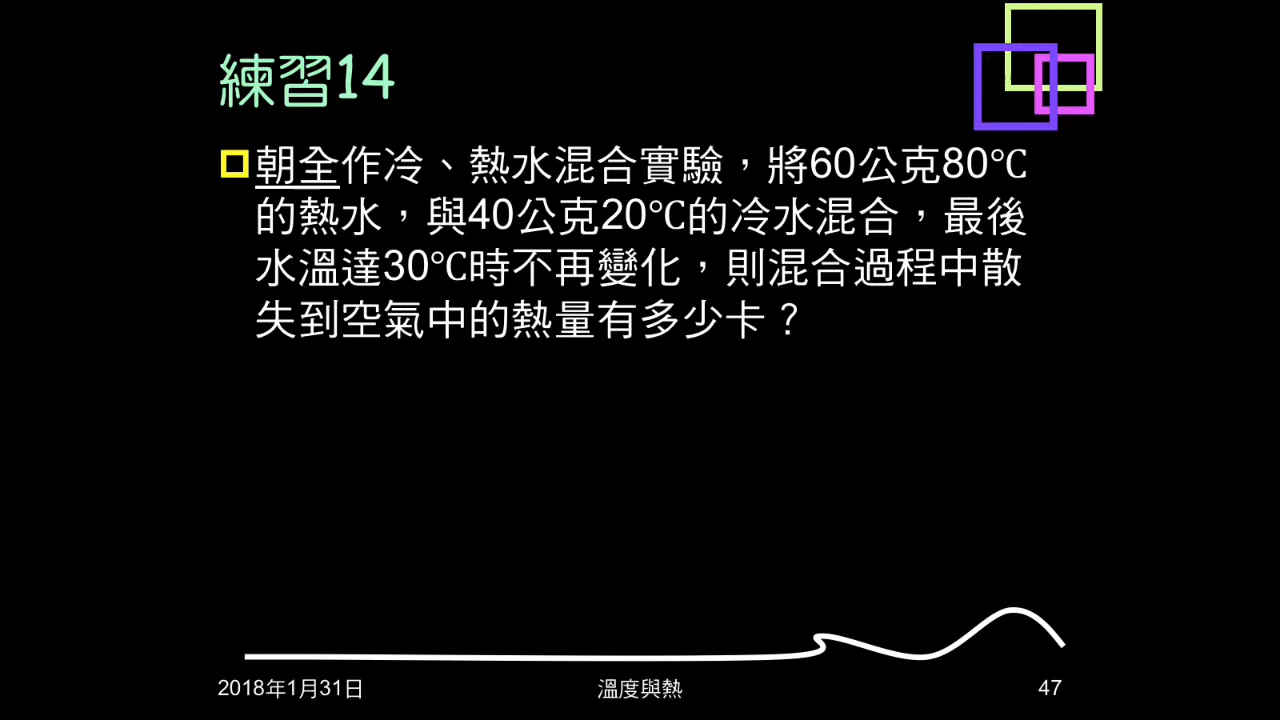 練習14
朝全作冷、熱水混合實驗，將60公克80℃
的熱水，與40公克20℃的冷水混合，最後
水溫達30℃時不再變化，則混合過程中散
失到空氣中的熱量有多少卡？
2018年1月31日
溫度與熱
47